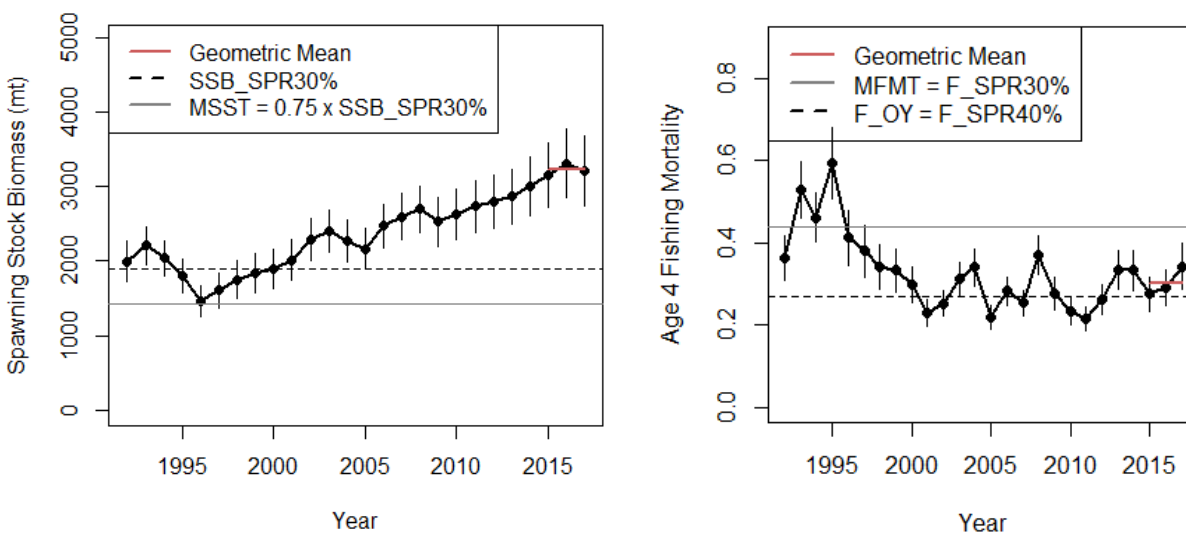 Spawning Stock Biomass (mt)
5000
4000
3000
2000
1000
0
Geometric Mean
SSB_SPR30%
MSST = 0.75 x SSB_SPR30%
1995
2000
2005
2010
2015
Year
Age 4 Fishing Mortality
0.8
0.6
0.4
0.2
0.0
Geometric Mean
MFMT = F_SPR30%
F_OY = F_SPR40%
1995
2000
2005
2010
2015
Year